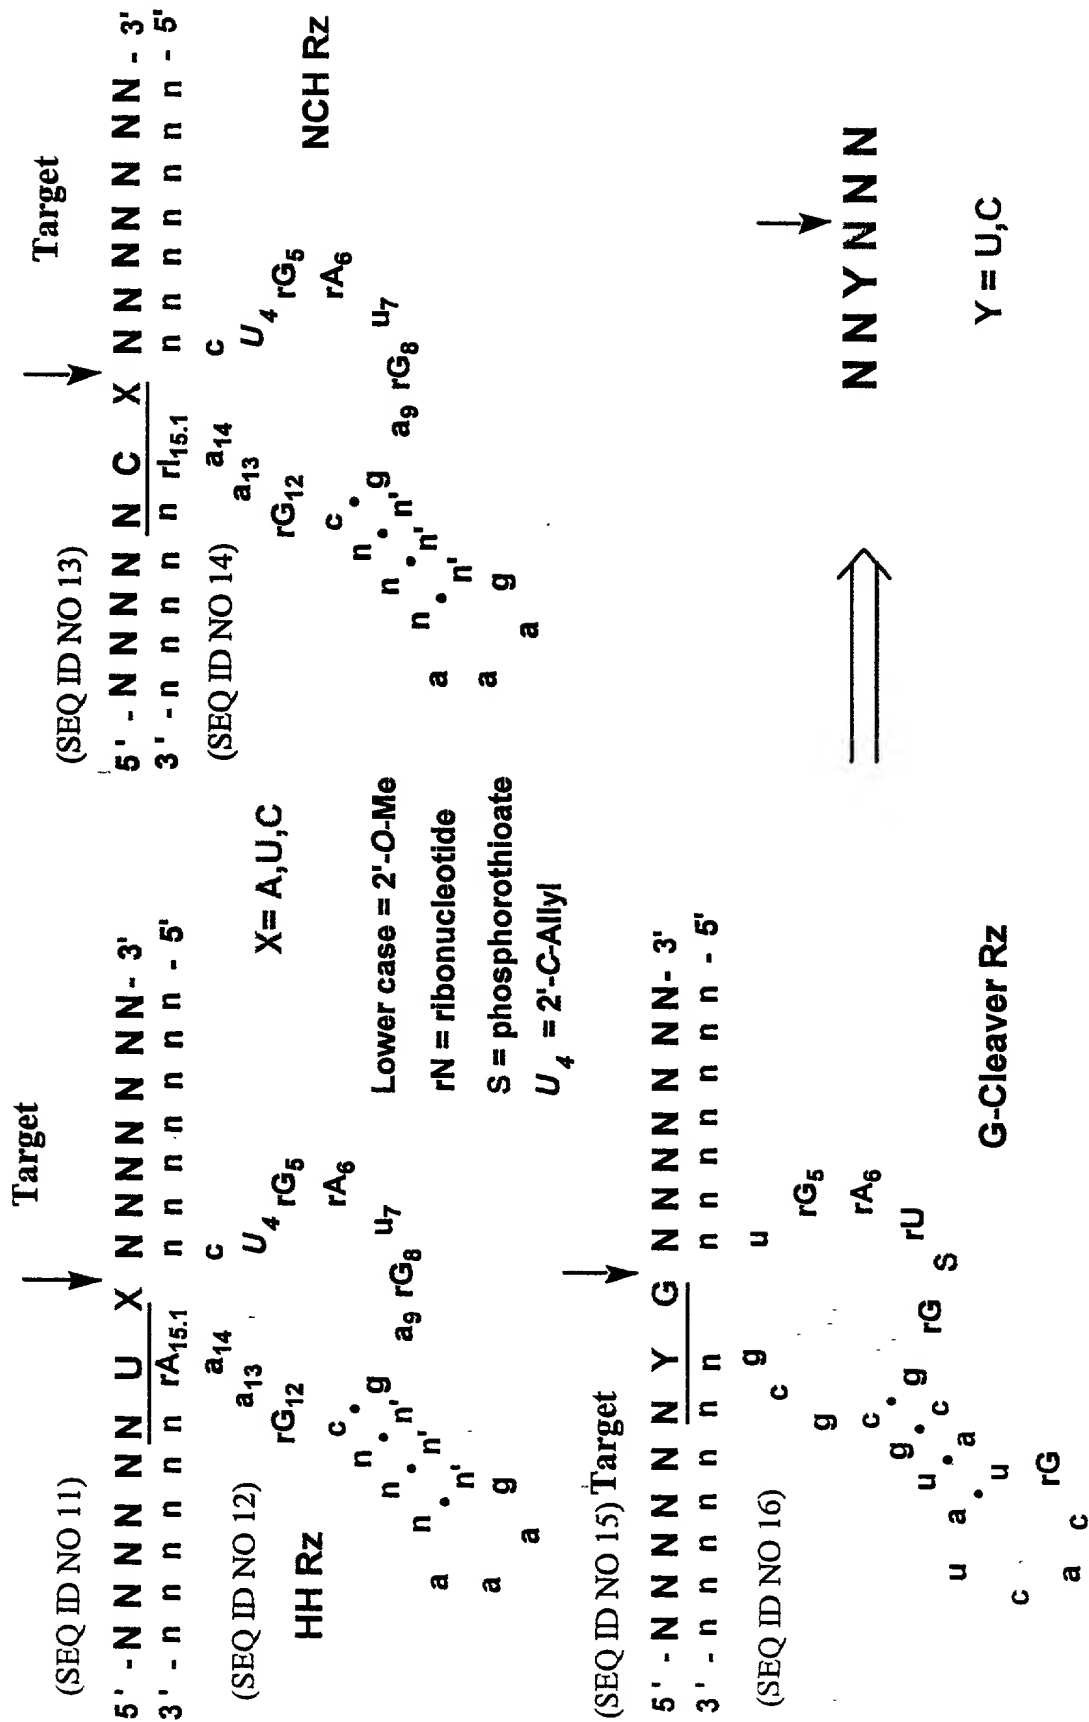 Target
(SEQ ID NO 11)
5' - N N N N N N U X N N N N N N N - 3'
3' - n n n n n n rA15.1 n n n n n n n - 5'
(SEQ ID NO 12)
a14 c
a13 U4
rG12 rG5
rA6
HH Rz
c u7
n g a9 rG8
n n'
n n'
a n'
a g
a
X= A,U,C
Lower case = 2'-O-Me
rN = ribonucleotide
S = phosphorothioate
U4 = 2'-C-Allyl
Target
(SEQ ID NO 13)
5' - N N N N N C X N N N N N N N - 3'
3' - n n n n n rI15.1 n n n n n n n - 5'
(SEQ ID NO 14)
a14 c
a13 U4
rG12 rG5
rA6
NCH Rz
c u7
n g a9 rG8
n n'
n n'
a n'
a g
a
(SEQ ID NO 15) Target
5' - N N N N N N Y G N N N N N N N - 3'
3' - n n n n n n n n n n n n n n - 5'
(SEQ ID NO 16)
g u
c
g rG5
c rA6
g g rU
u c rG S
a a
u u
c rG
a c
G-Cleaver Rz
N N Y N N N
Y = U,C